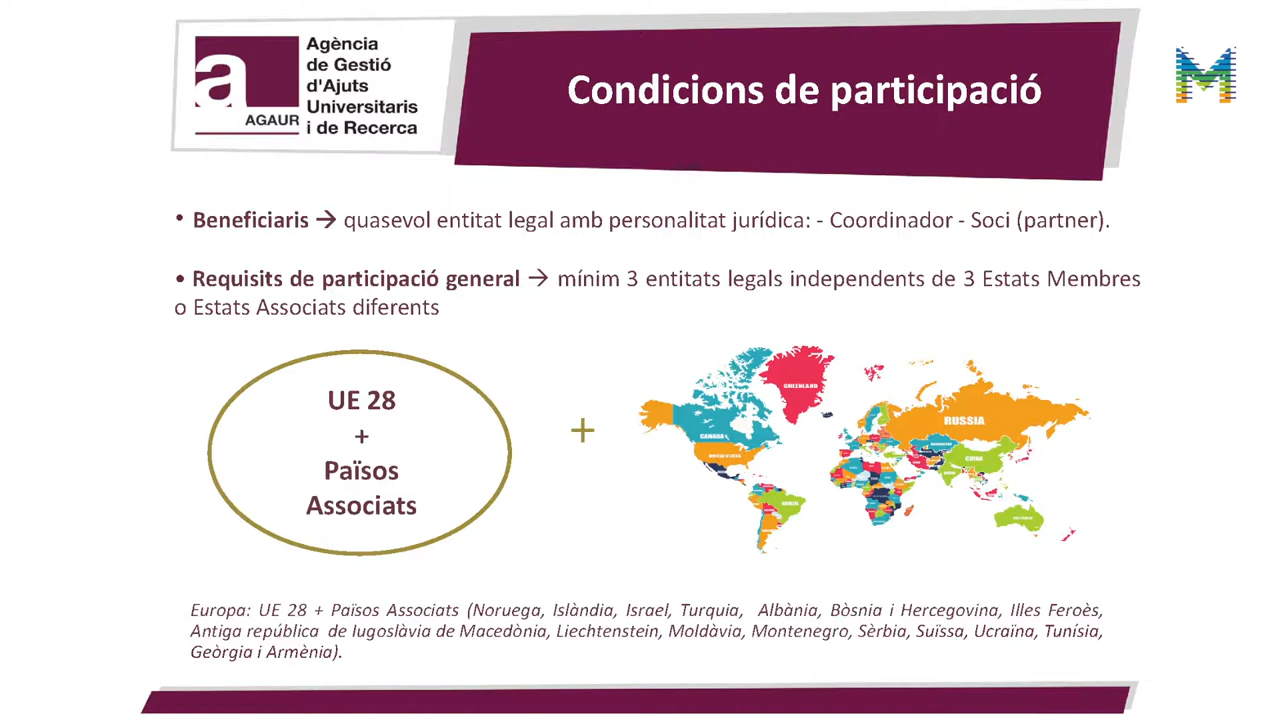 Agència
de Gestió
d'Ajuts
Universitaris
i de Recerca
a
AGAUR
Condicions de participació
M
• Beneficiaris → quasevol entitat legal amb personalitat jurídica: - Coordinador - Soci (partner).
• Requisits de participació general → mínim 3 entitats legals independents de 3 Estats Membres
o Estats Associats diferents
UE 28
+
Països
Associats
+
GREENLAND
RUSSIA
CANADA
UNITED STATES
CHINA
BRAZIL
Europa: UE 28 + Països Associats (Noruega, Islàndia, Israel, Turquia, Albània, Bòsnia i Hercegovina, Illes Feroès,
Antiga república de Iugoslàvia de Macedònia, Liechtenstein, Moldàvia, Montenegro, Sèrbia, Suïssa, Ucraïna, Tunísia,
Geòrgia i Armènia).